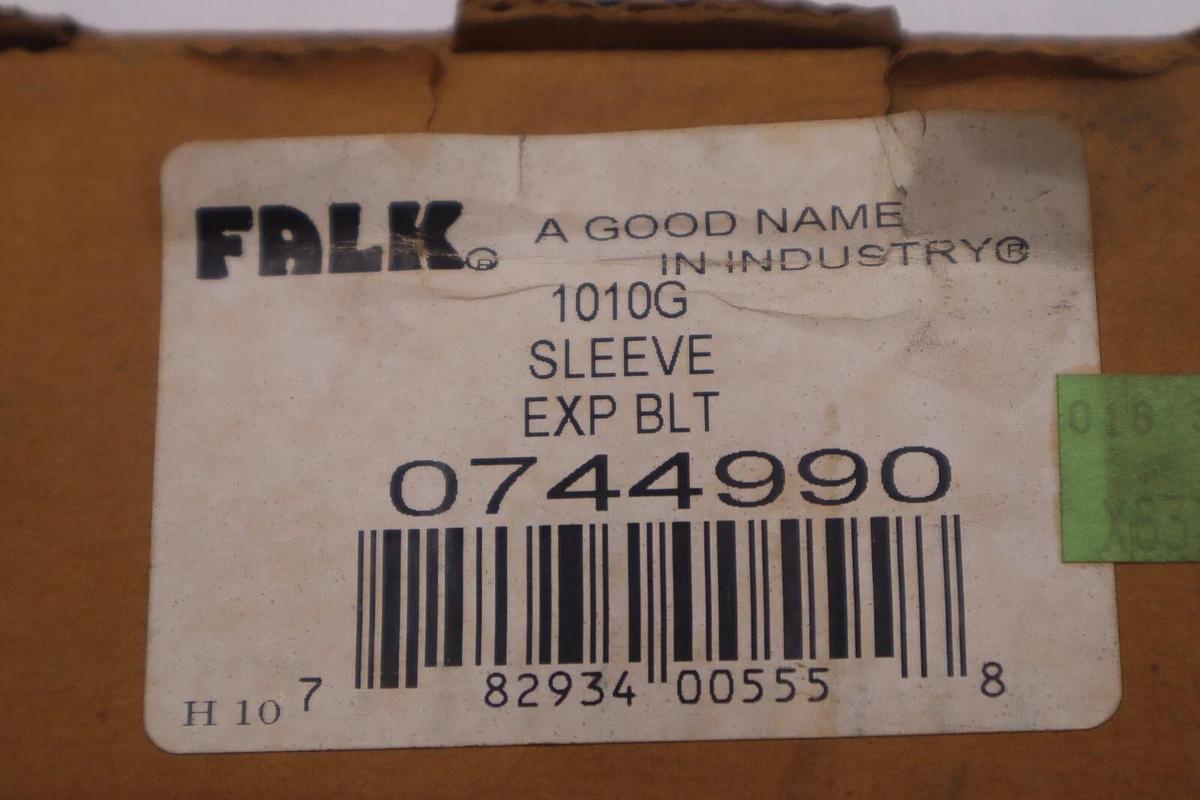 FALK® A GOOD NAME
IN INDUSTRY®
1010G
SLEEVE
EXP BLT
0744990
7 82934 00555 8
H 10
018